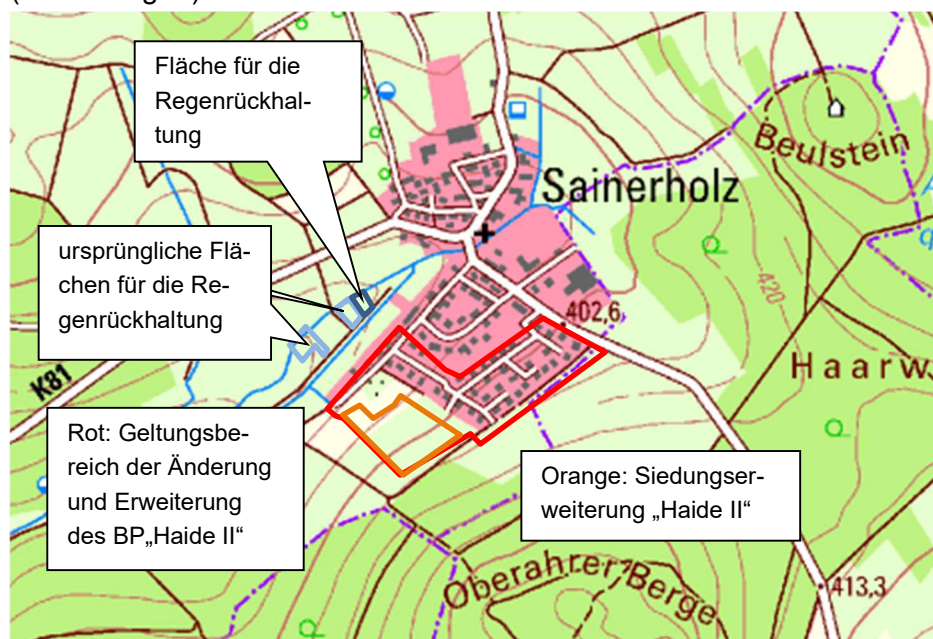 Fläche für die
Regenrückhal-
tung
ursprüngliche Flä-
chen für die Re-
genrückhaltung
Sainerholz
Beulstein
402,6
420
K81
Haarw
Rot: Geltungsbe-
reich der Änderung
und Erweiterung
des BP„Haide II“
Orange: Siedungser-
weiterung „Haide II“
Oberahrer Berge
413,3